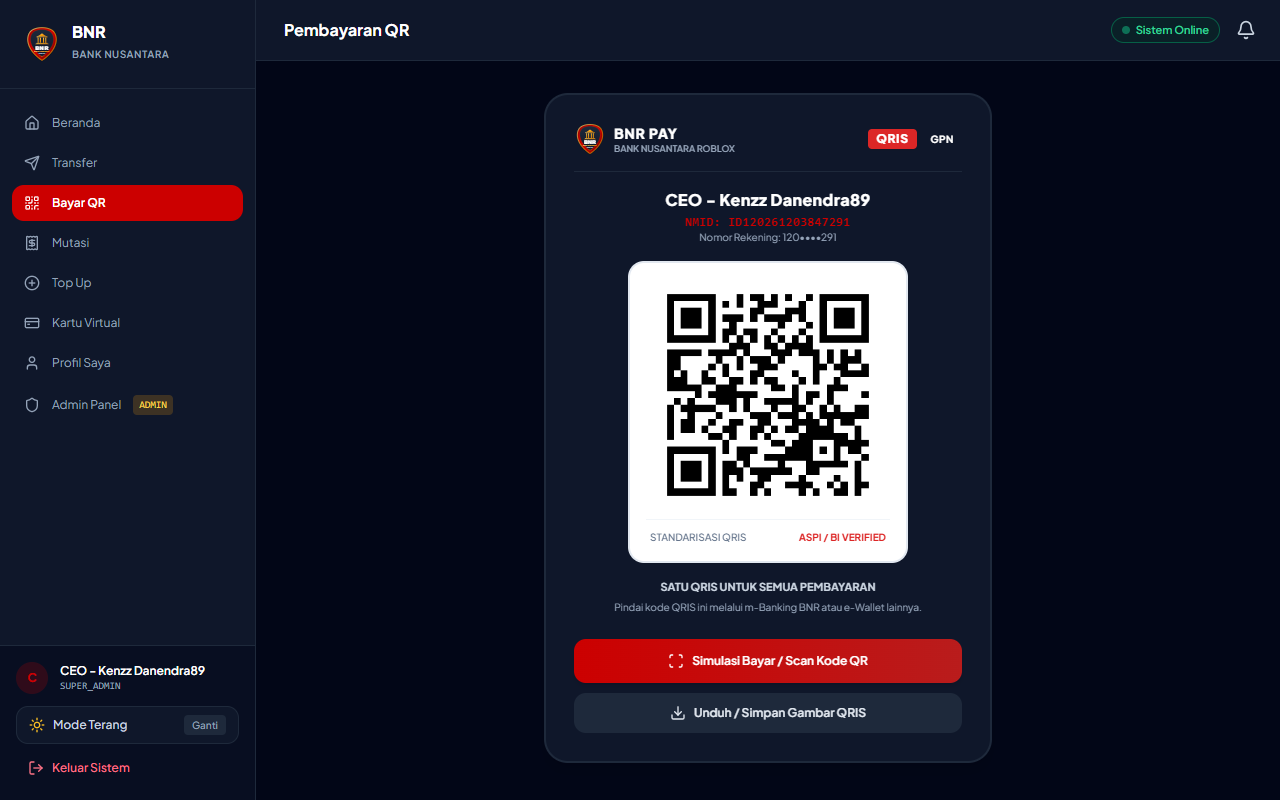 BNR
BANK NUSANTARA
Beranda
Transfer
Bayar QR
Mutasi
Top Up
Kartu Virtual
Profil Saya
Admin Panel ADMIN
C
CEO - Kenzz Danendra89
SUPER_ADMIN
Mode Terang Ganti
Keluar Sistem
Pembayaran QR
Sistem Online
BNR PAY
BANK NUSANTARA ROBLOX
QRIS GPN
CEO - Kenzz Danendra89
NMID: ID120261203847291
Nomor Rekening: 120••••291
STANDARISASI QRIS ASPI / BI VERIFIED
SATU QRIS UNTUK SEMUA PEMBAYARAN
Pindai kode QRIS ini melalui m-Banking BNR atau e-Wallet lainnya.
Simulasi Bayar / Scan Kode QR
Unduh / Simpan Gambar QRIS